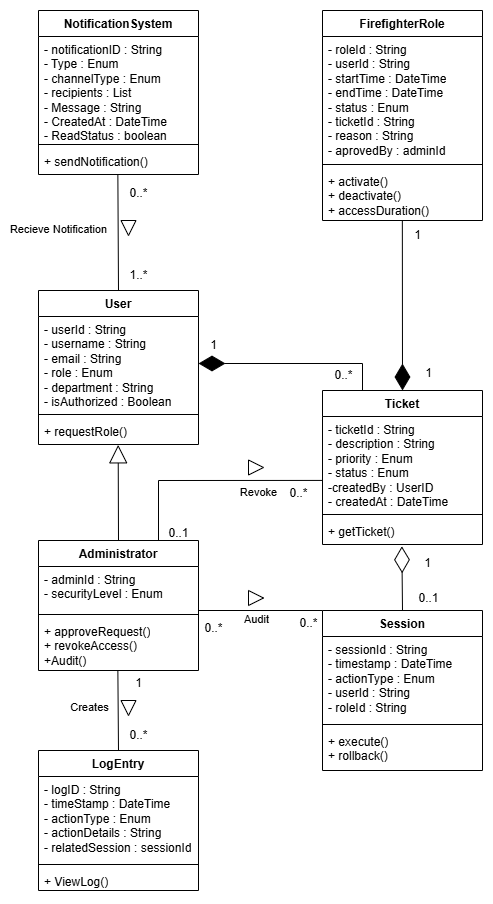 NotificationSystem
- notificationID : String
- Type : Enum
- channelType : Enum
- recipients : List
- Message : String
- CreatedAt : DateTime
- ReadStatus : boolean
+ sendNotification()
FirefighterRole
- roleId : String
- userId : String
- startTime : DateTime
- endTime : DateTime
- status : Enum
- ticketId : String
- reason : String
- aprovedBy : adminId
+ activate()
+ deactivate()
+ accessDuration()
0..*
Recieve Notification
1..*
1
1
User
- userId : String
- username : String
- email : String
- role : Enum
- department : String
- isAuthorized : Boolean
+ requestRole()
1
0..*
Ticket
- ticketId : String
- description : String
- priority : Enum
- status : Enum
-createdBy : UserID
- createdAt : DateTime
+ getTicket()
Revoke
0..*
0..1
1
0..1
Administrator
- adminId : String
- securityLevel : Enum
+ approveRequest()
+ revokeAccess()
+Audit()
0..*
Audit
0..*
Session
- sessionId : String
- timestamp : DateTime
- actionType : Enum
- userId : String
- roleId : String
+ execute()
+ rollback()
1
Creates
0..*
LogEntry
- logID : String
- timeStamp : DateTime
- actionType : Enum
- actionDetails : String
- relatedSession : sessionId
+ ViewLog()